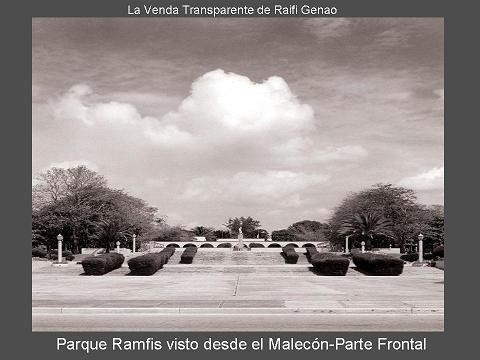 La Venda Transparente de Raifi Genao
Parque Ramfis visto desde el Malecón-Parte Frontal